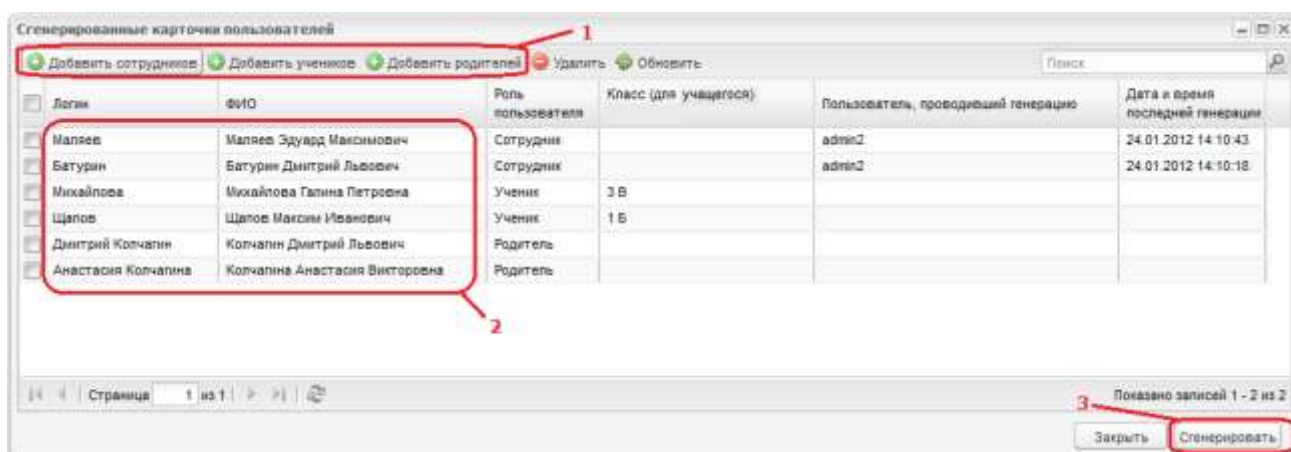 Сгенерированные карточки пользователей
1
Добавить сотрудников Добавить учеников Добавить родителей Удалить Обновить Поиск
Логин ФИО Роль пользователя Класс (для учащегося) Пользователь, проводивший генерацию Дата и время последней генерации
Маляев Маляев Эдуард Максимович Сотрудник admin2 24.01.2012 14:10:43
Батурин Батурин Дмитрий Львович Сотрудник admin2 24.01.2012 14:10:18
Михайлова Михайлова Галина Петровна Ученик 3 В
Щапов Щапов Максим Иванович Ученик 1 Б
Дмитрий Колчагин Колчагин Дмитрий Львович Родитель
Анастасия Колчагина Колчагина Анастасия Викторовна Родитель
2
Страница 1 из 1 Показано записей 1 - 2 из 2
3
Закрыть Сгенерировать